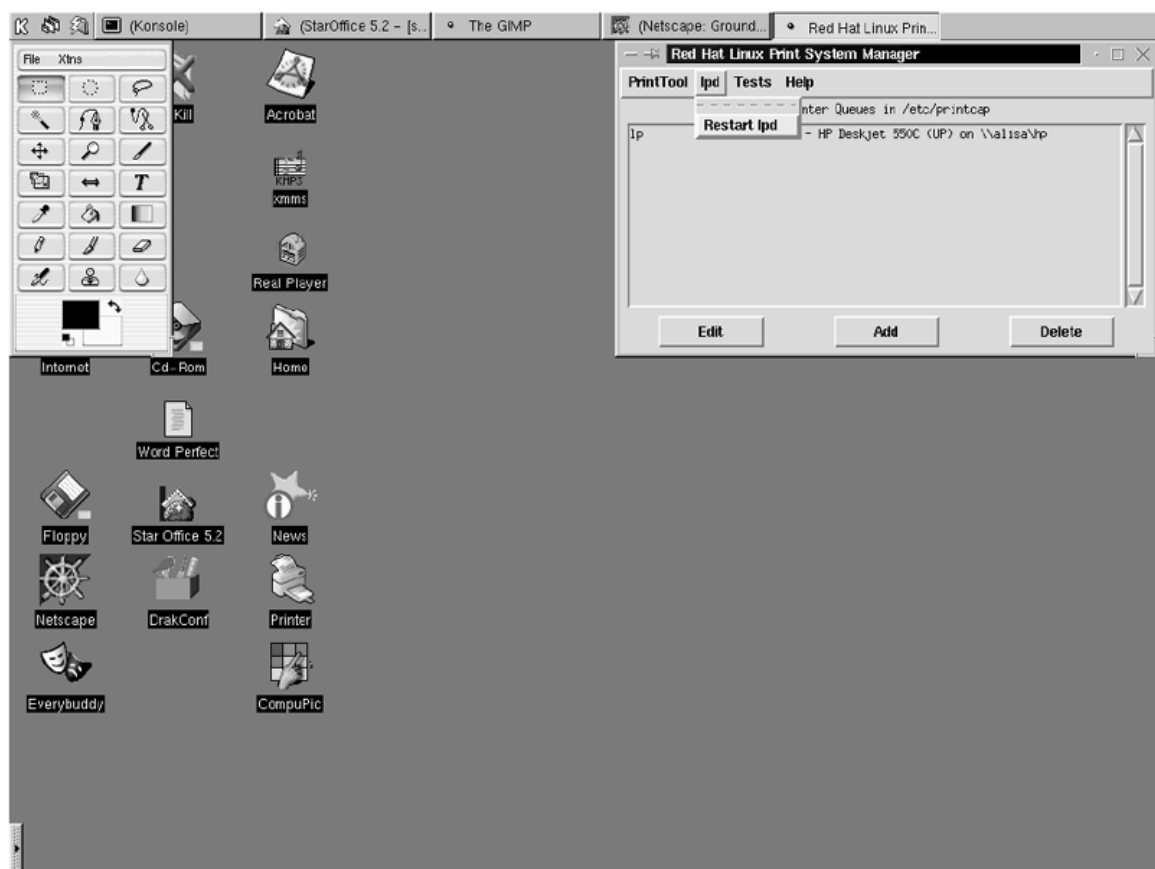 (Konsole)
(StarOffice 5.2 - [s...
The GIMP
(Netscape: Ground...
Red Hat Linux Prin...
File Xtns
Kill
Acrobat
KMP3
xmms
Real Player
Internet
Cd-Rom
Home
Word Perfect
Floppy
Star Office 5.2
News
Netscape
DrakConf
Printer
Everybuddy
CompuPic
Red Hat Linux Print System Manager
PrintTool lpd Tests Help
nter Queues in /etc/printcap
Restart lpd
lp - HP Deskjet 550C (UP) on \\alisa\hp
Edit
Add
Delete